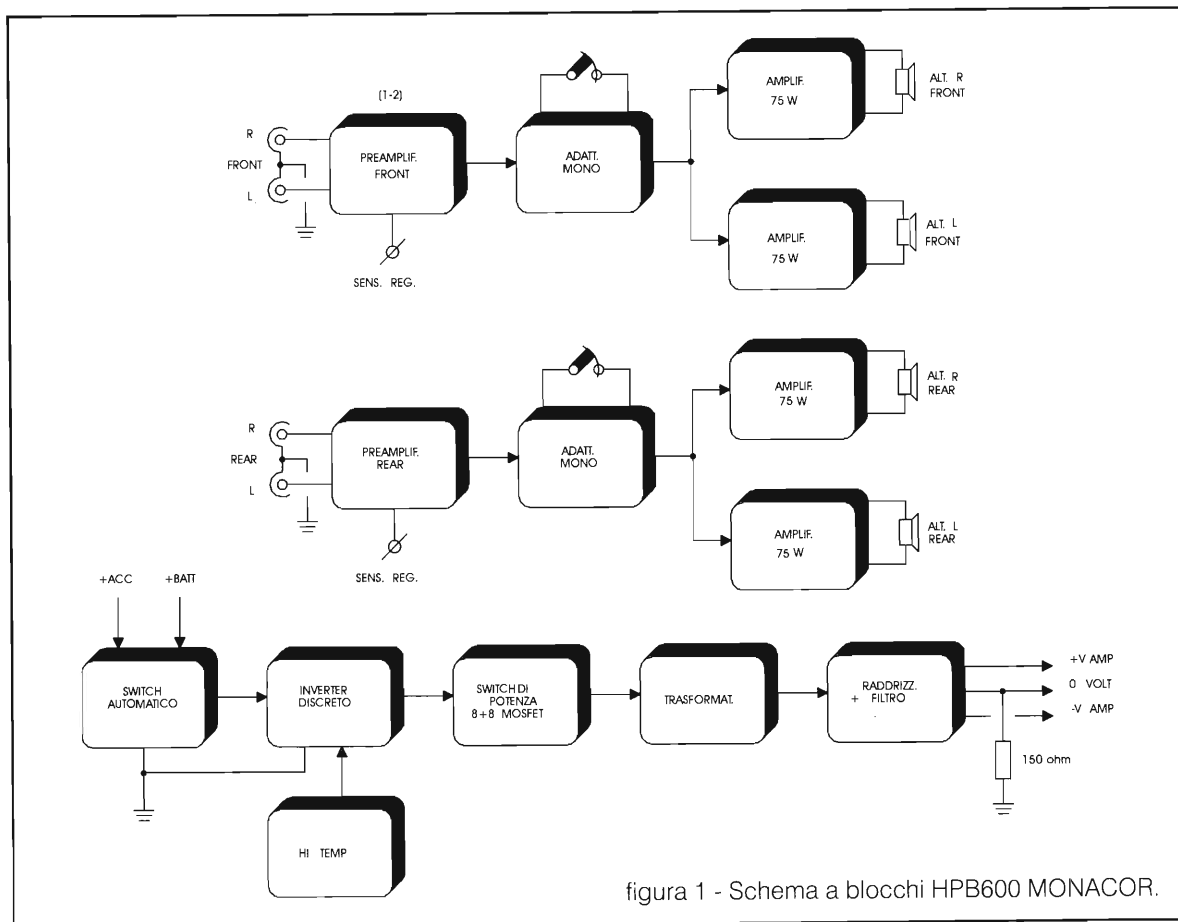 (1-2)
R
FRONT
L
PREAMPLIF.
FRONT
SENS. REG.
ADATT.
MONO
AMPLIF.
75 W
ALT. R
FRONT
AMPLIF.
75 W
ALT. L
FRONT
R
REAR
L
PREAMPLIF.
REAR
SENS. REG.
ADATT.
MONO
AMPLIF.
75 W
ALT. R
REAR
AMPLIF.
75 W
ALT. L
REAR
+ACC
+BATT
SWITCH
AUTOMATICO
INVERTER
DISCRETO
SWITCH DI
POTENZA
8+8 MOSFET
TRASFORMAT.
RADDRIZZ.
+ FILTRO
+V AMP
0 VOLT
-V AMP
150 ohm
HI TEMP
figura 1 - Schema a blocchi HPB600 MONACOR.